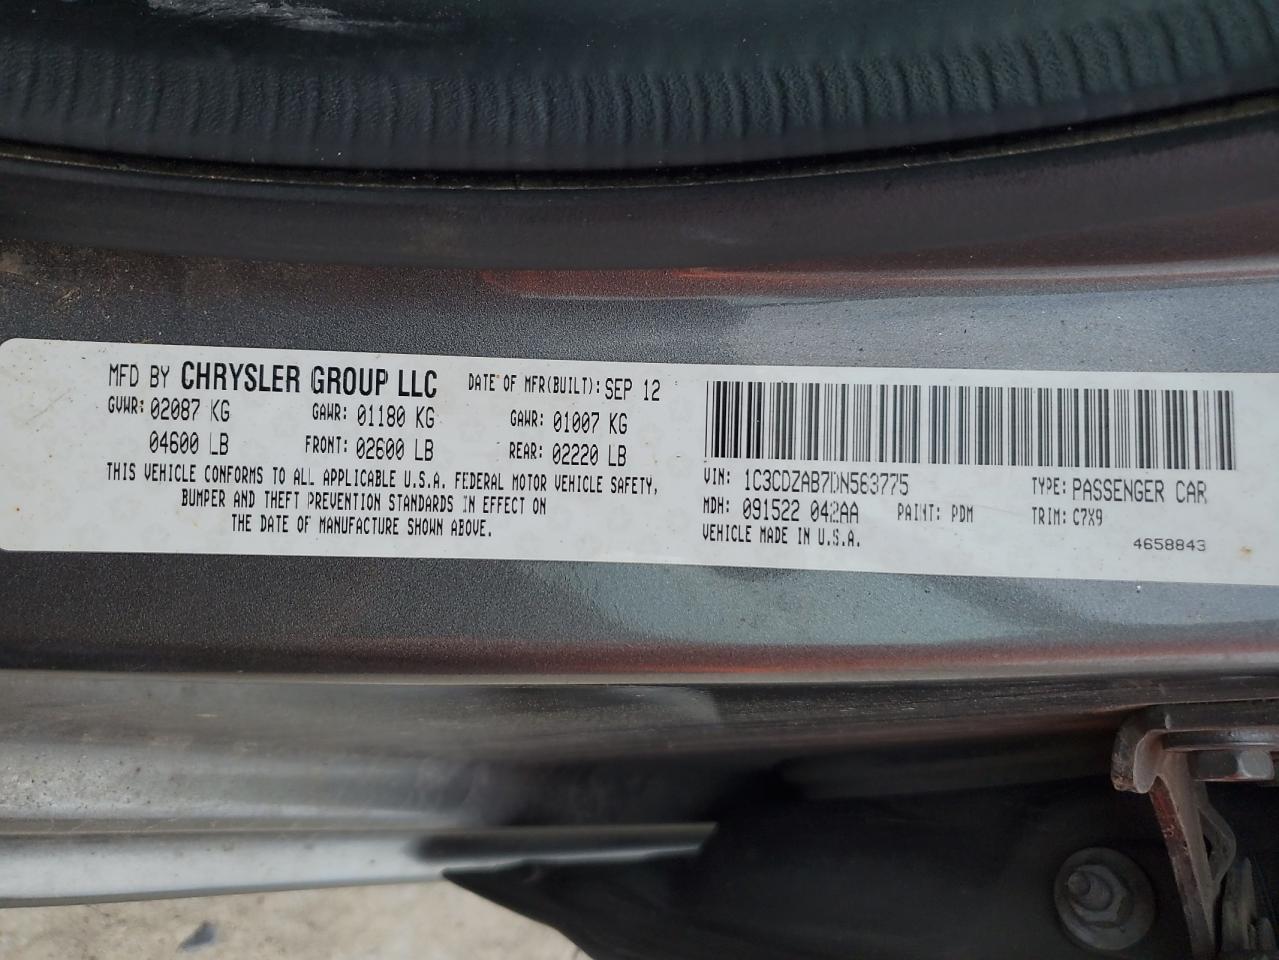 MFD BY CHRYSLER GROUP LLC DATE OF MFR(BUILT): SEP 12
GVWR: 02087 KG GAWR: 01180 KG GAWR: 01007 KG
04600 LB FRONT: 02600 LB REAR: 02220 LB
THIS VEHICLE CONFORMS TO ALL APPLICABLE U.S.A. FEDERAL MOTOR VEHICLE SAFETY,
BUMPER AND THEFT PREVENTION STANDARDS IN EFFECT ON
THE DATE OF MANUFACTURE SHOWN ABOVE.
VIN: 1C3CDZAB7DN563775 TYPE: PASSENGER CAR
MDH: 091522 042AA PAINT: PDM TRIM: C7X9
VEHICLE MADE IN U.S.A.
4658843